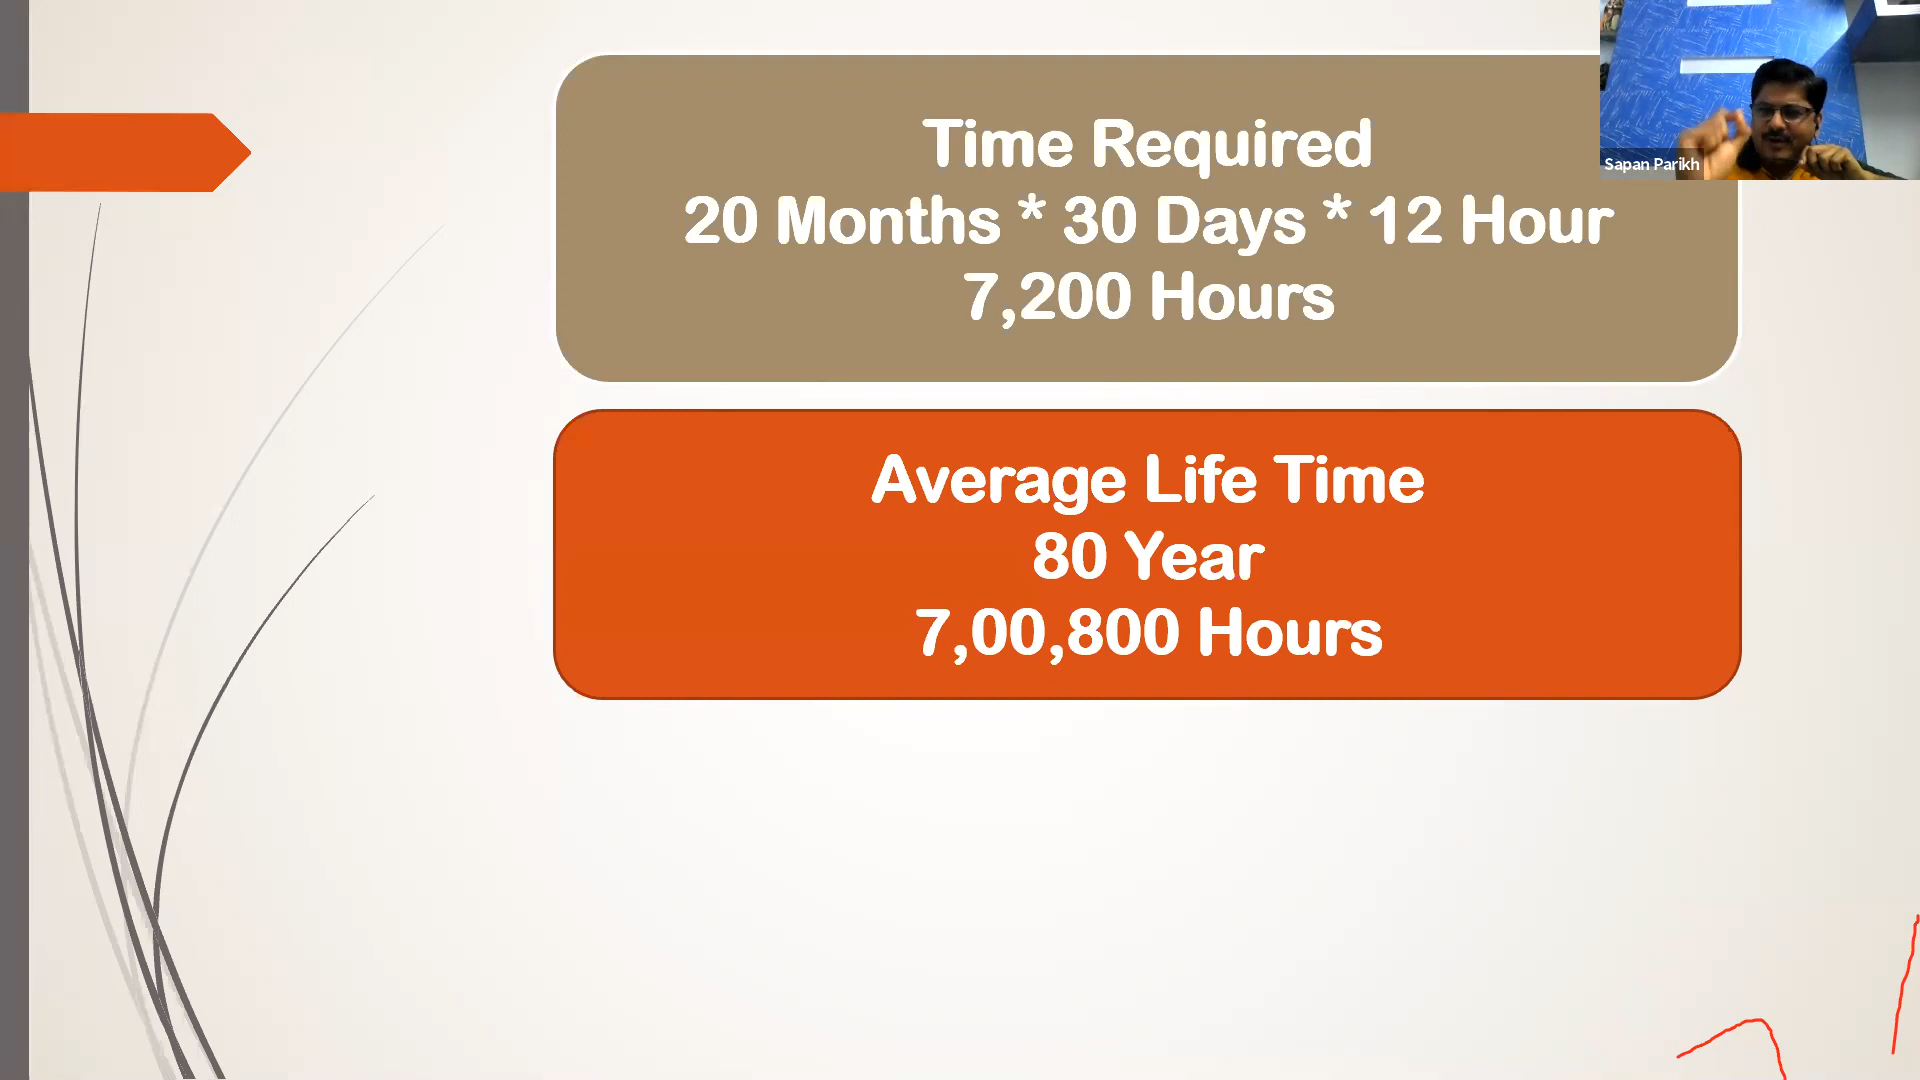 Time Required
20 Months * 30 Days * 12 Hour
7,200 Hours
Sapan Parikh
Average Life Time
80 Year
7,00,800 Hours